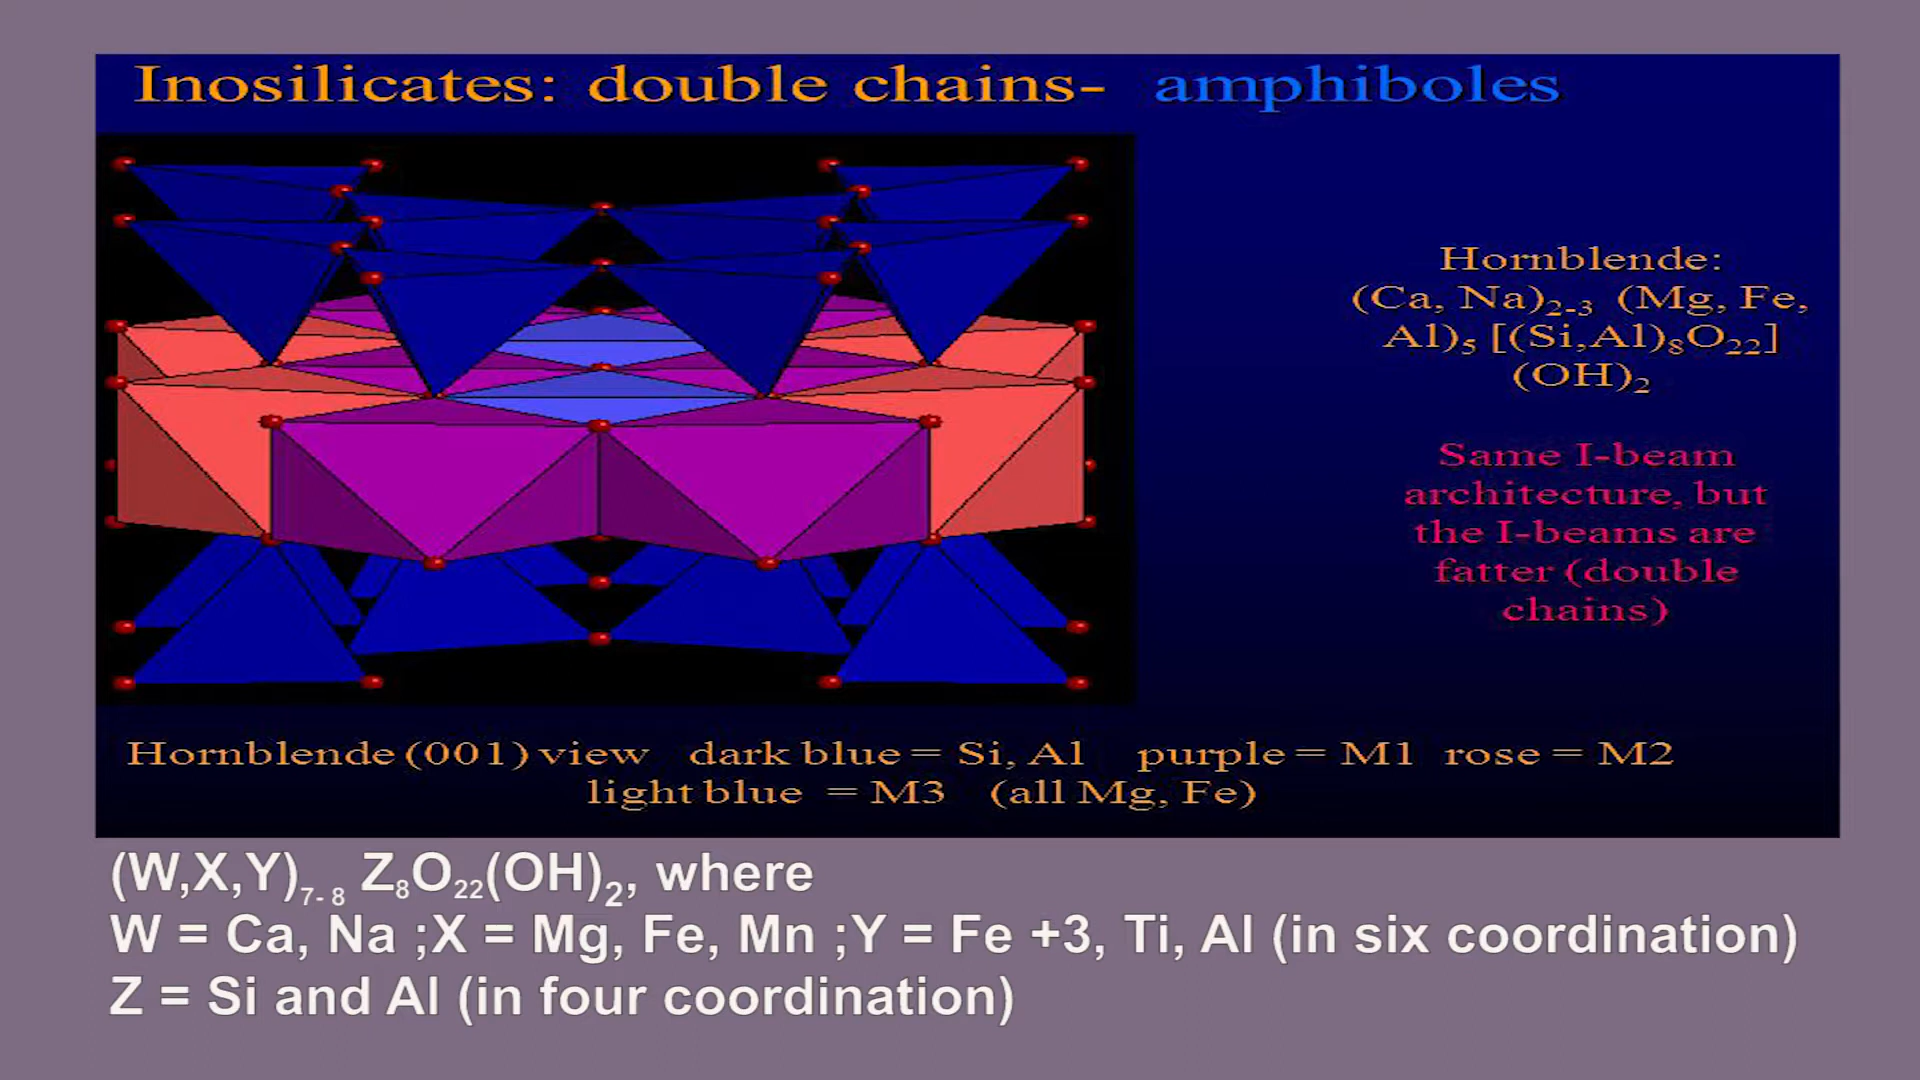 Inosilicates: double chains- amphiboles
Hornblende:
(Ca, Na)₂₋₃ (Mg, Fe,
Al)₅ [(Si,Al)₈O₂₂]
(OH)₂
Same I-beam
architecture, but
the I-beams are
fatter (double
chains)
Hornblende (001) view dark blue = Si, Al purple = M1 rose = M2
light blue = M3 (all Mg, Fe)
(W,X,Y)₇₋₈ Z₈O₂₂(OH)₂, where
W = Ca, Na ;X = Mg, Fe, Mn ;Y = Fe +3, Ti, Al (in six coordination)
Z = Si and Al (in four coordination)